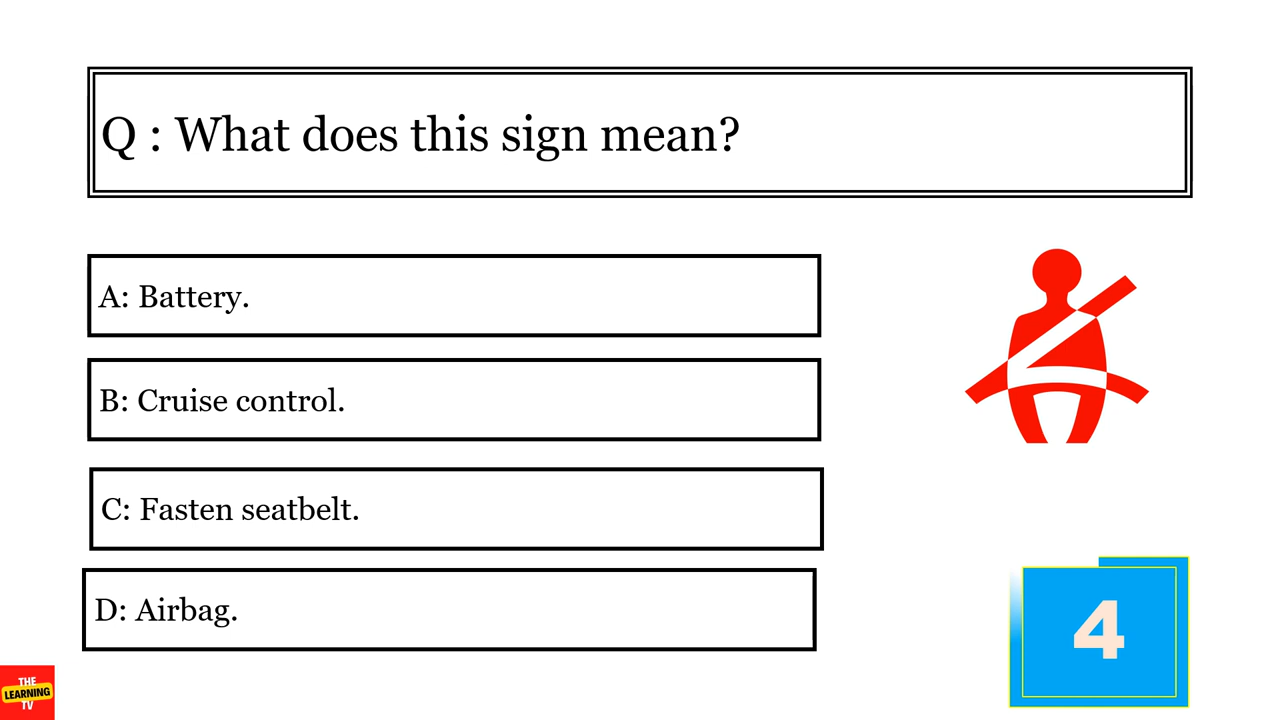 Q : What does this sign mean?
A: Battery.
B: Cruise control.
C: Fasten seatbelt.
D: Airbag.
4
THE
LEARNING
TV